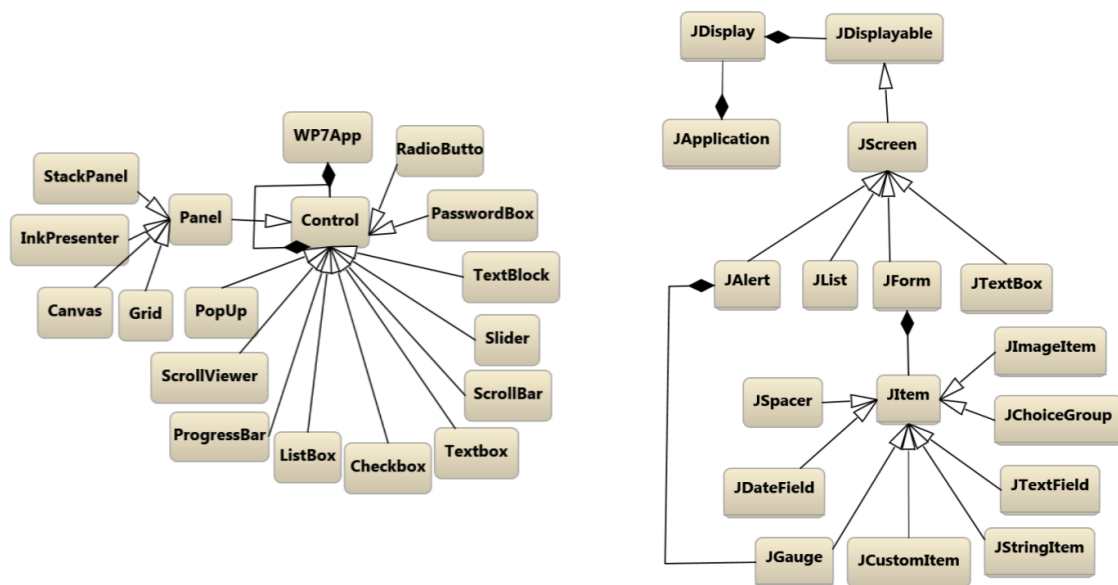 WP7App
RadioButto
StackPanel
Panel
Control
PasswordBox
InkPresenter
TextBlock
Canvas
Grid
PopUp
Slider
ScrollViewer
ScrollBar
ProgressBar
ListBox
Checkbox
Textbox
JDisplay
JDisplayable
JApplication
JScreen
JAlert
JList
JForm
JTextBox
JImageItem
JSpacer
JItem
JChoiceGroup
JDateField
JTextField
JGauge
JCustomItem
JStringItem